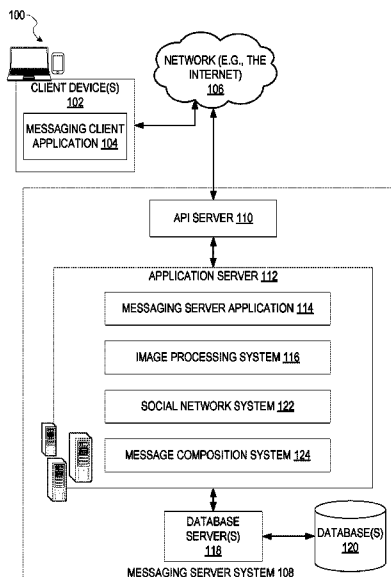 100
CLIENT DEVICE(S)
102
MESSAGING CLIENT
APPLICATION 104
NETWORK (E.G., THE
INTERNET)
106
API SERVER 110
APPLICATION SERVER 112
MESSAGING SERVER APPLICATION 114
IMAGE PROCESSING SYSTEM 116
SOCIAL NETWORK SYSTEM 122
MESSAGE COMPOSITION SYSTEM 124
DATABASE
SERVER(S)
118
DATABASE(S)
120
MESSAGING SERVER SYSTEM 108